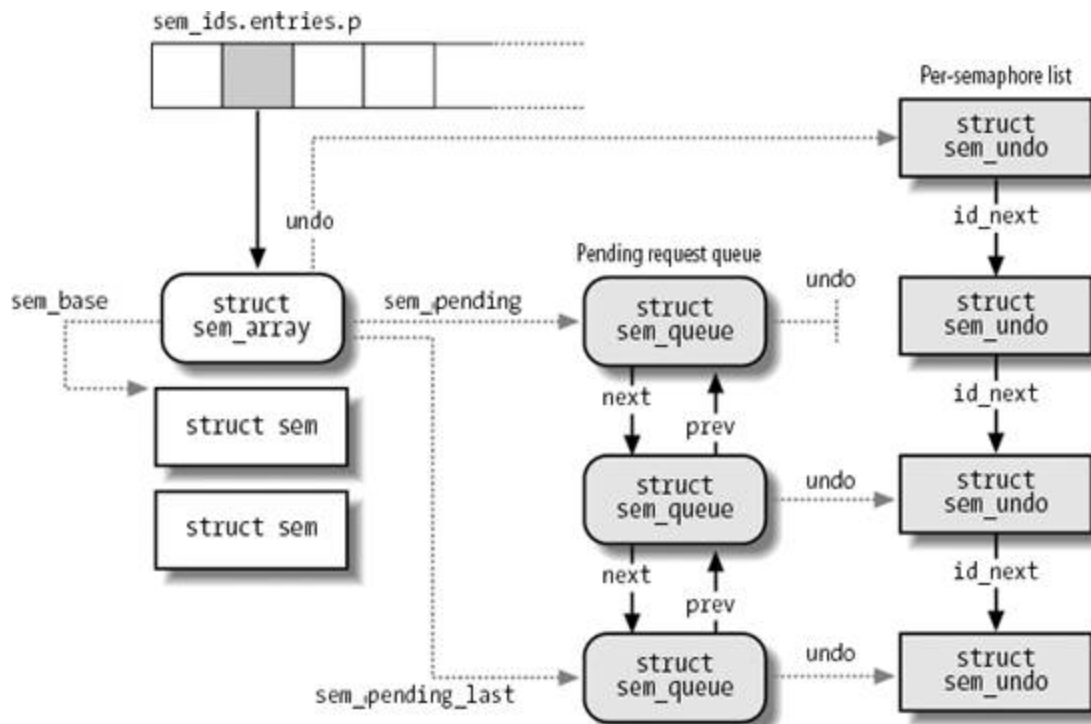 sem_ids.entries.p
Per-semaphore list
struct
sem_undo
id_next
undo
Pending request queue
undo
sem_base
struct
sem_array
sem_pending
struct
sem_queue
struct
sem_undo
next
prev
id_next
struct sem
struct
sem_queue
undo
struct
sem_undo
struct sem
next
prev
id_next
sem_pending_last
struct
sem_queue
undo
struct
sem_undo